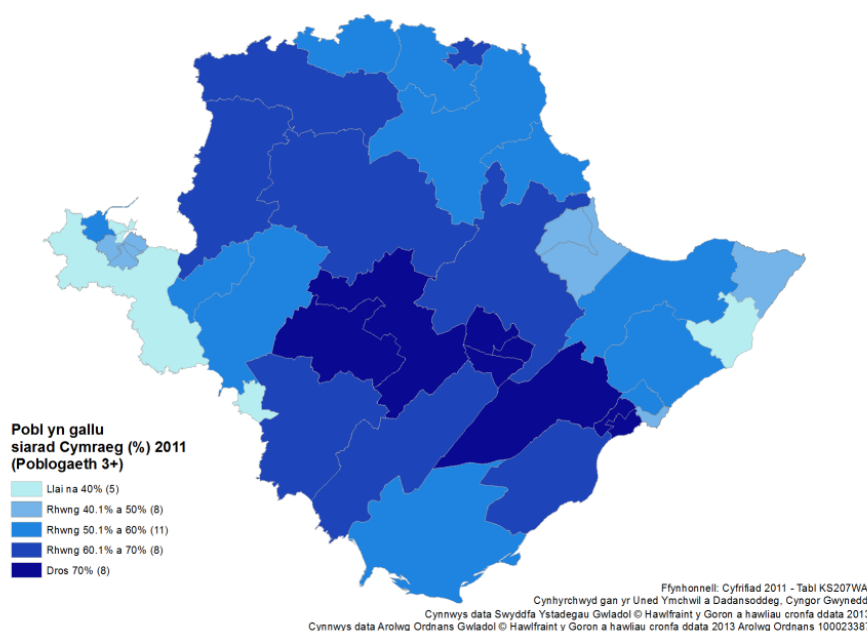 Pobl yn gallu
siarad Cymraeg (%) 2011
(Poblogaeth 3+)
Llai na 40% (5)
Rhwng 40.1% a 50% (8)
Rhwng 50.1% a 60% (11)
Rhwng 60.1% a 70% (8)
Dros 70% (8)
Ffynhonnell: Cyfrifiad 2011 - Tabl KS207WA
Cynhyrchwyd gan yr Uned Ymchwil a Dadansoddeg, Cyngor Gwynedd
Cynnwys data Swyddfa Ystadegau Gwladol © Hawlfraint y Goron a hawliau cronfa ddata 2013
Cynnwys data Arolwg Ordnans Gwladol © Hawlfraint y Goron a hawliau cronfa ddata 2013 Arolwg Ordnans